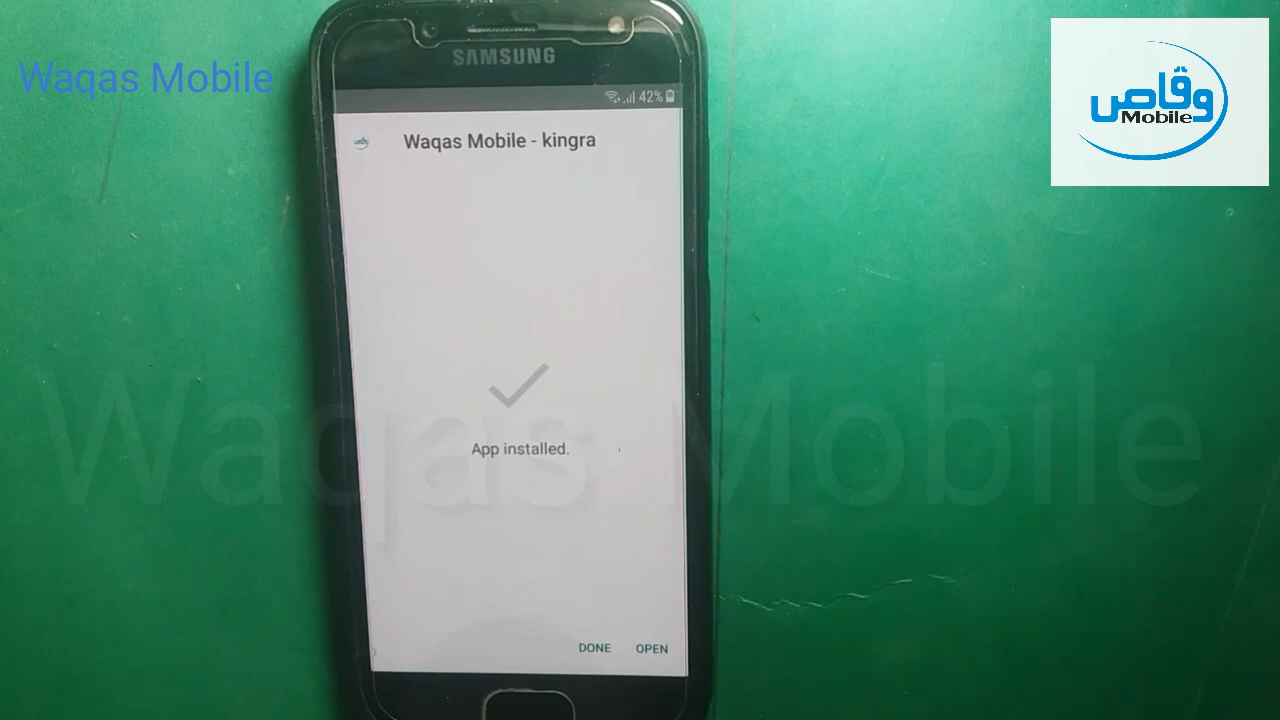 Waqas Mobile
وقاص
Mobile
SAMSUNG
42%
Waqas Mobile - kingra
App installed.
DONE
OPEN
Waqas Mobile